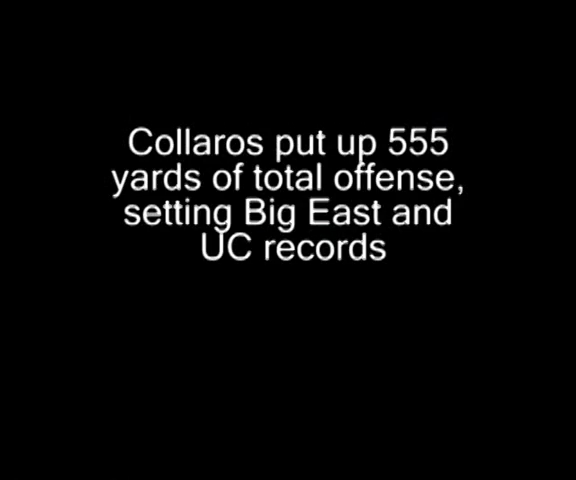 Collaros put up 555
yards of total offense,
setting Big East and
UC records